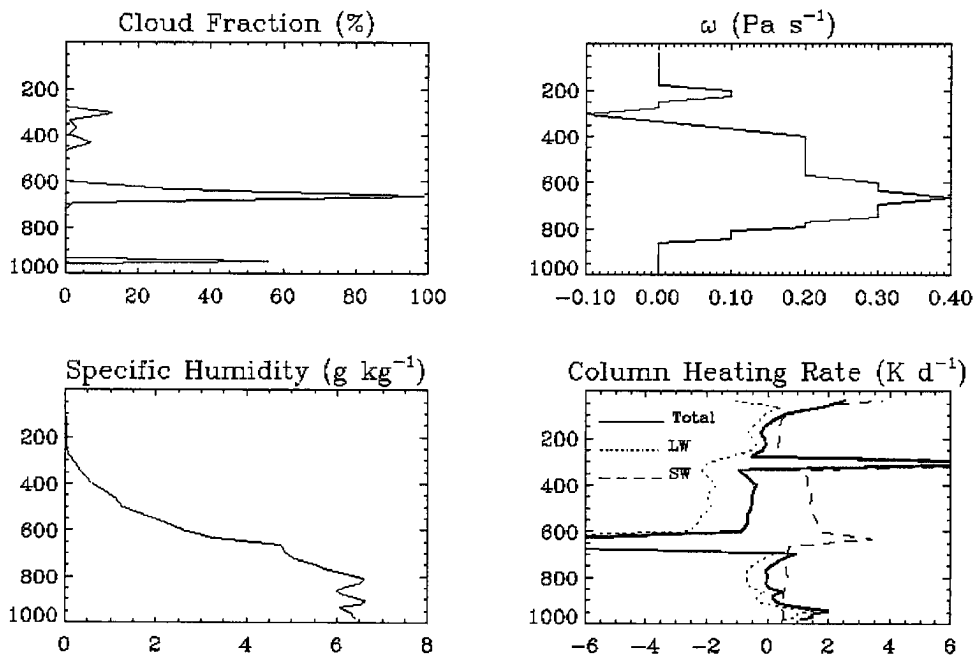 Cloud Fraction (%)
200
400
600
800
1000
0 20 40 60 80 100
ω (Pa s⁻¹)
200
400
600
800
1000
−0.10 0.00 0.10 0.20 0.30 0.40
Specific Humidity (g kg⁻¹)
200
400
600
800
1000
0 2 4 6 8
Column Heating Rate (K d⁻¹)
200
400
600
800
1000
Total
LW
SW
−6 −4 −2 0 2 4 6